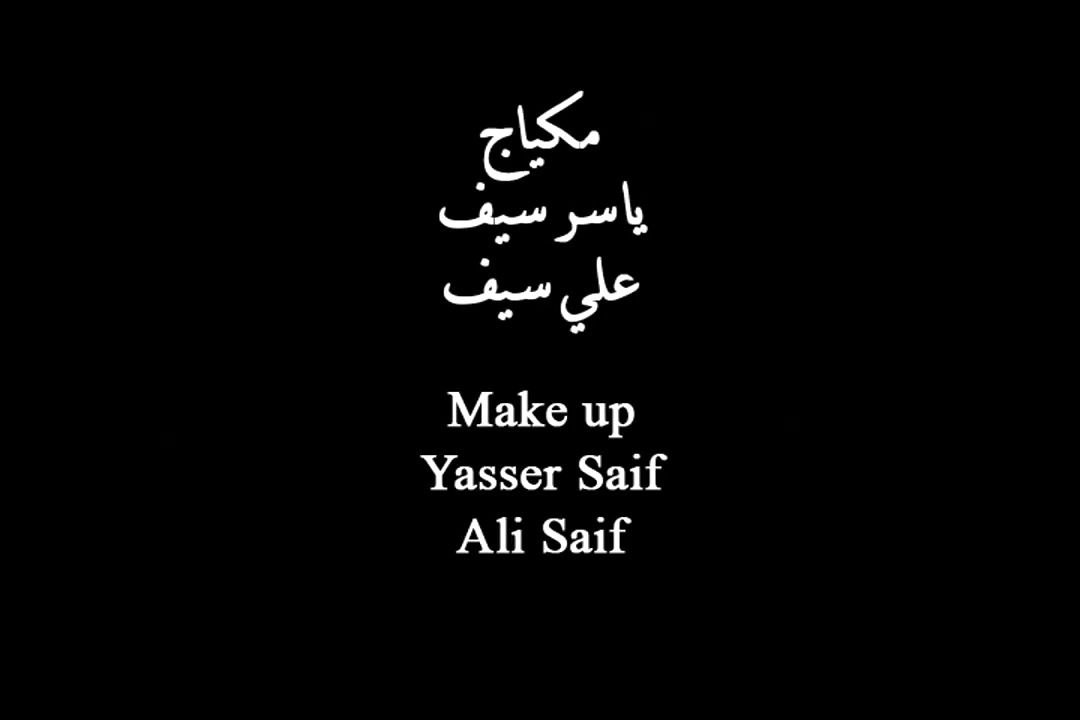 مكياج
ياسر سيف
علي سيف
Make up
Yasser Saif
Ali Saif